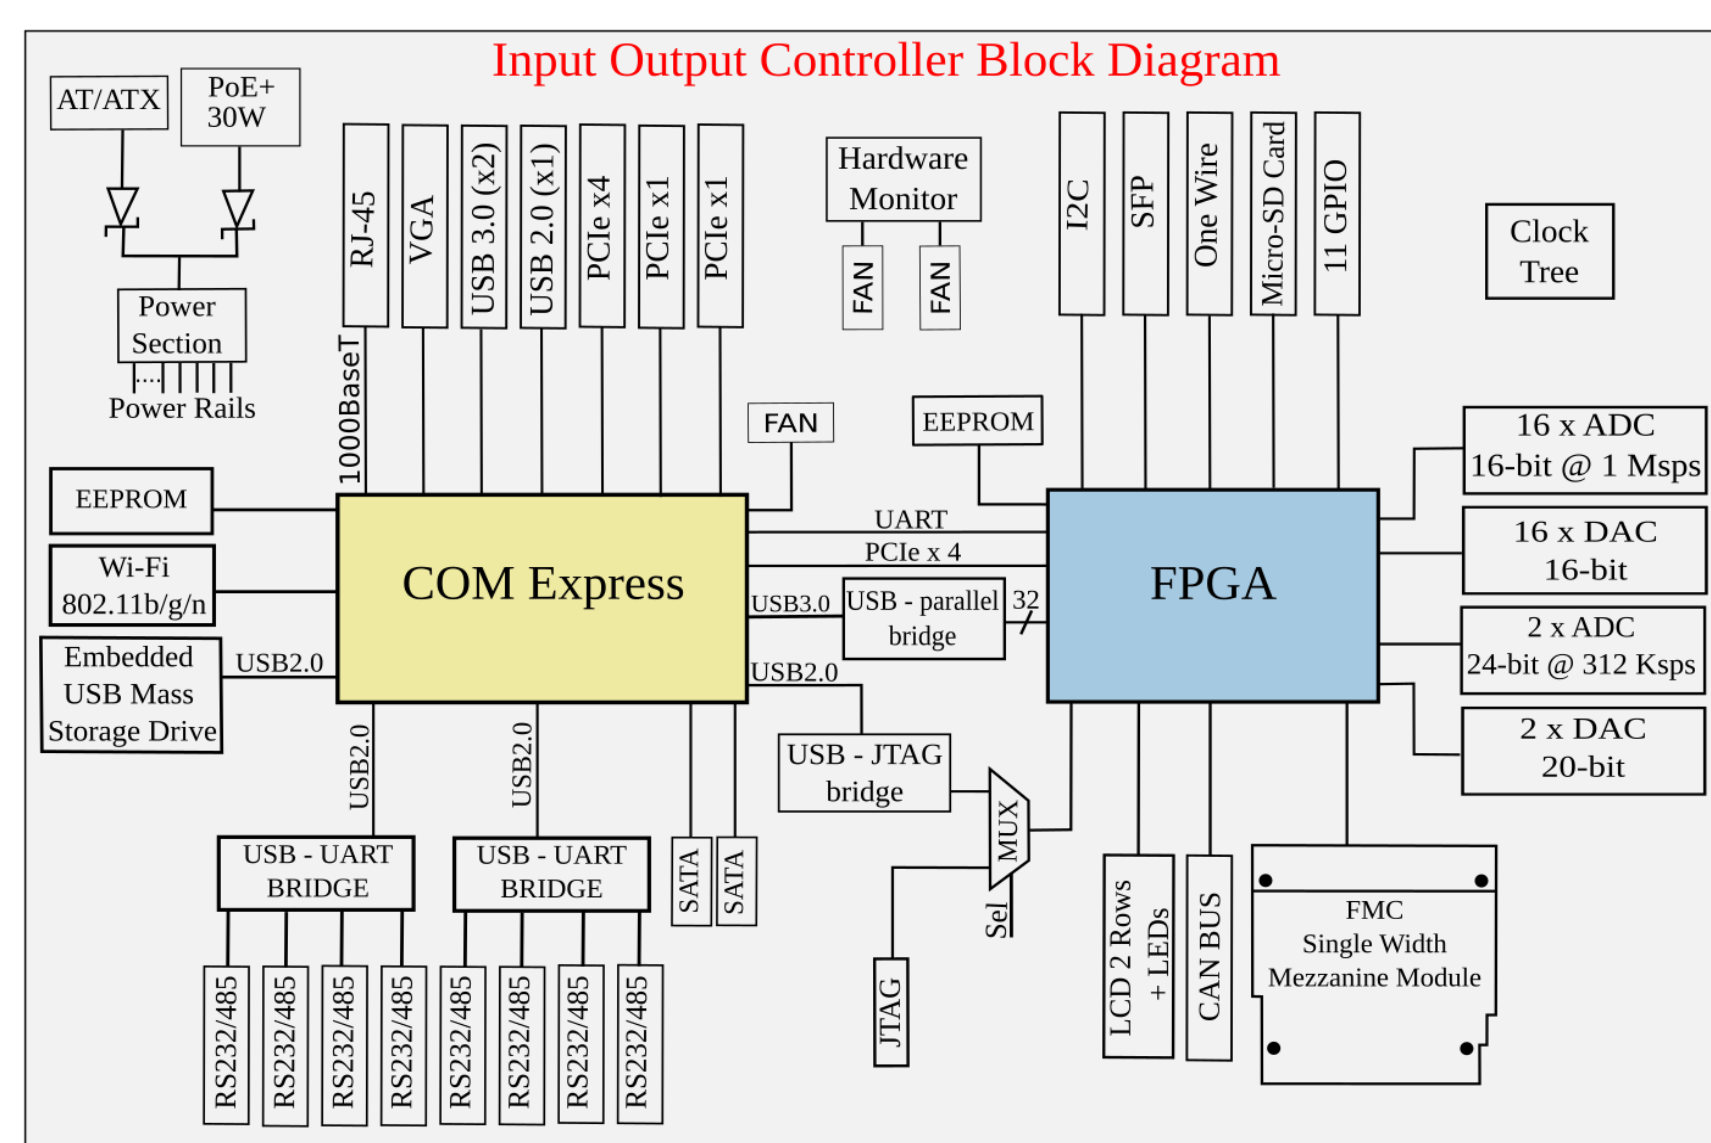 Input Output Controller Block Diagram
AT/ATX
PoE+
30W
Power
Section
....
Power Rails
RJ-45
VGA
USB 3.0 (x2)
USB 2.0 (x1)
PCIe x4
PCIe x1
PCIe x1
1000BaseT
Hardware
Monitor
FAN
FAN
I2C
SFP
One Wire
Micro-SD Card
11 GPIO
Clock
Tree
FAN
EEPROM
EEPROM
Wi-Fi
802.11b/g/n
Embedded
USB Mass
Storage Drive
USB2.0
COM Express
UART
PCIe x 4
USB3.0
USB - parallel
bridge
32
USB2.0
FPGA
16 x ADC
16-bit @ 1 Msps
16 x DAC
16-bit
2 x ADC
24-bit @ 312 Ksps
2 x DAC
20-bit
USB2.0
USB2.0
USB - UART
BRIDGE
USB - UART
BRIDGE
SATA
SATA
USB - JTAG
bridge
MUX
Sel
JTAG
LCD 2 Rows
+ LEDs
CAN BUS
FMC
Single Width
Mezzanine Module
RS232/485
RS232/485
RS232/485
RS232/485
RS232/485
RS232/485
RS232/485
RS232/485